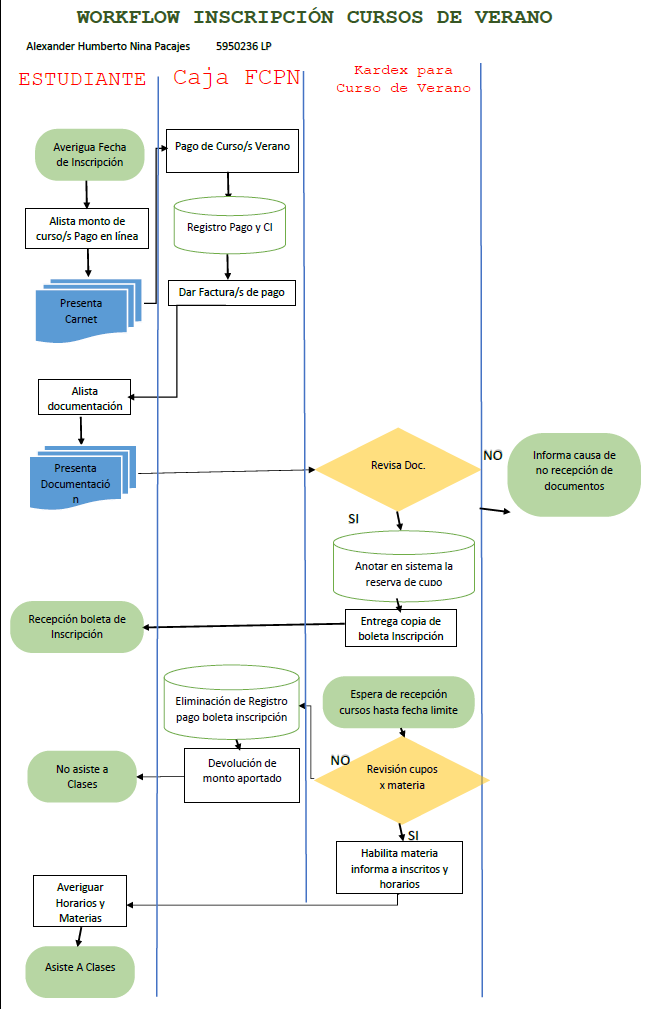 WORKFLOW INSCRIPCIÓN CURSOS DE VERANO
Alexander Humberto Nina Pacajes 5950236 LP
ESTUDIANTE
Caja FCPN
Kardex para
Curso de Verano
Averigua Fecha
de Inscripción
Pago de Curso/s Verano
Alista monto de
curso/s Pago en línea
Registro Pago y CI
Presenta
Carnet
Dar Factura/s de pago
Alista
documentación
Presenta
Documentació
n
Revisa Doc.
NO
Informa causa de
no recepción de
documentos
SI
Anotar en sistema la
reserva de cupo
Recepción boleta de
Inscripción
Entrega copia de
boleta Inscripción
Eliminación de Registro
pago boleta inscripción
Espera de recepción
cursos hasta fecha limite
No asiste a
Clases
Devolución de
monto aportado
NO
Revisión cupos
x materia
SI
Habilita materia
informa a inscritos y
horarios
Averiguar
Horarios y
Materias
Asiste A Clases